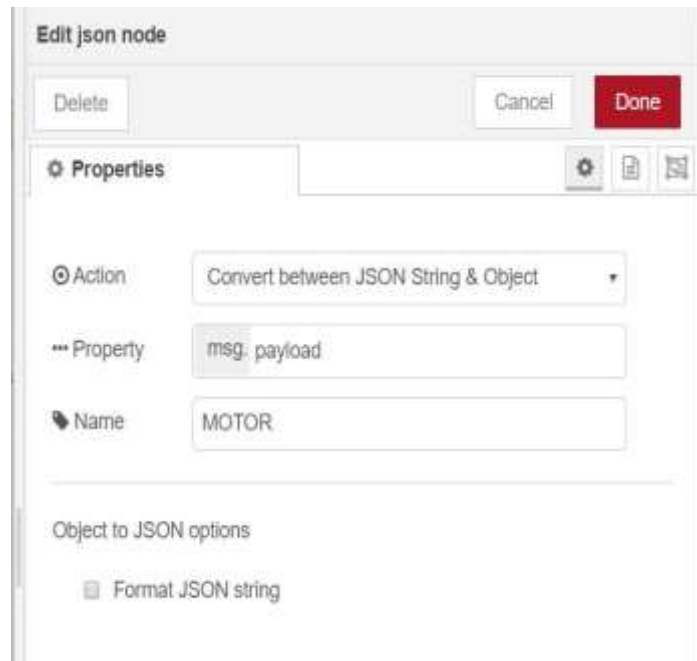 Edit json node
Delete
Cancel
Done
Properties
Action
Convert between JSON String & Object
Property
msg. payload
Name
MOTOR
Object to JSON options
Format JSON string